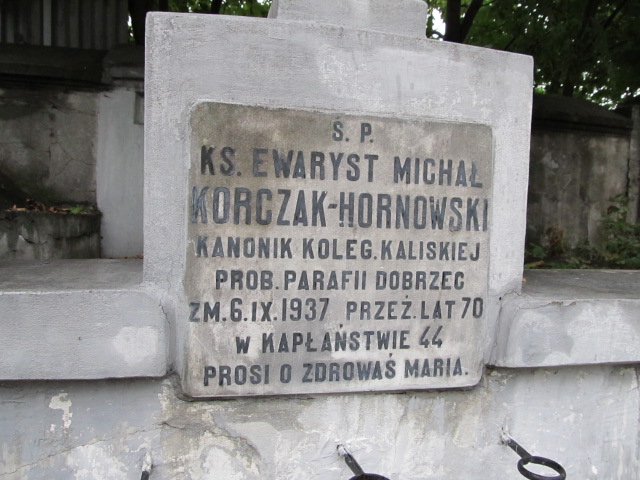 Ś. P.
KS. EWARYST MICHAŁ
KORCZAK-HORNOWSKI
KANONIK KOLEG. KALISKIEJ
PROB. PARAFII DOBRZEC
ZM. 6. IX. 1937 PRZEŻ. LAT 70
W KAPŁAŃSTWIE 44
PROSI O ZDROWAŚ MARIA.